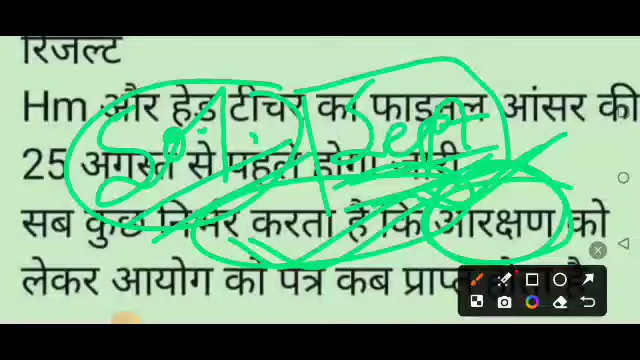 रिजल्ट
Hm और हेड टीचर का फाइनल आंसर की
25 अगस्त से पहले होगा जारी
सब कुछ निर्भर करता है कि आरक्षण को
लेकर आयोग को पत्र कब प्राप्त होता है